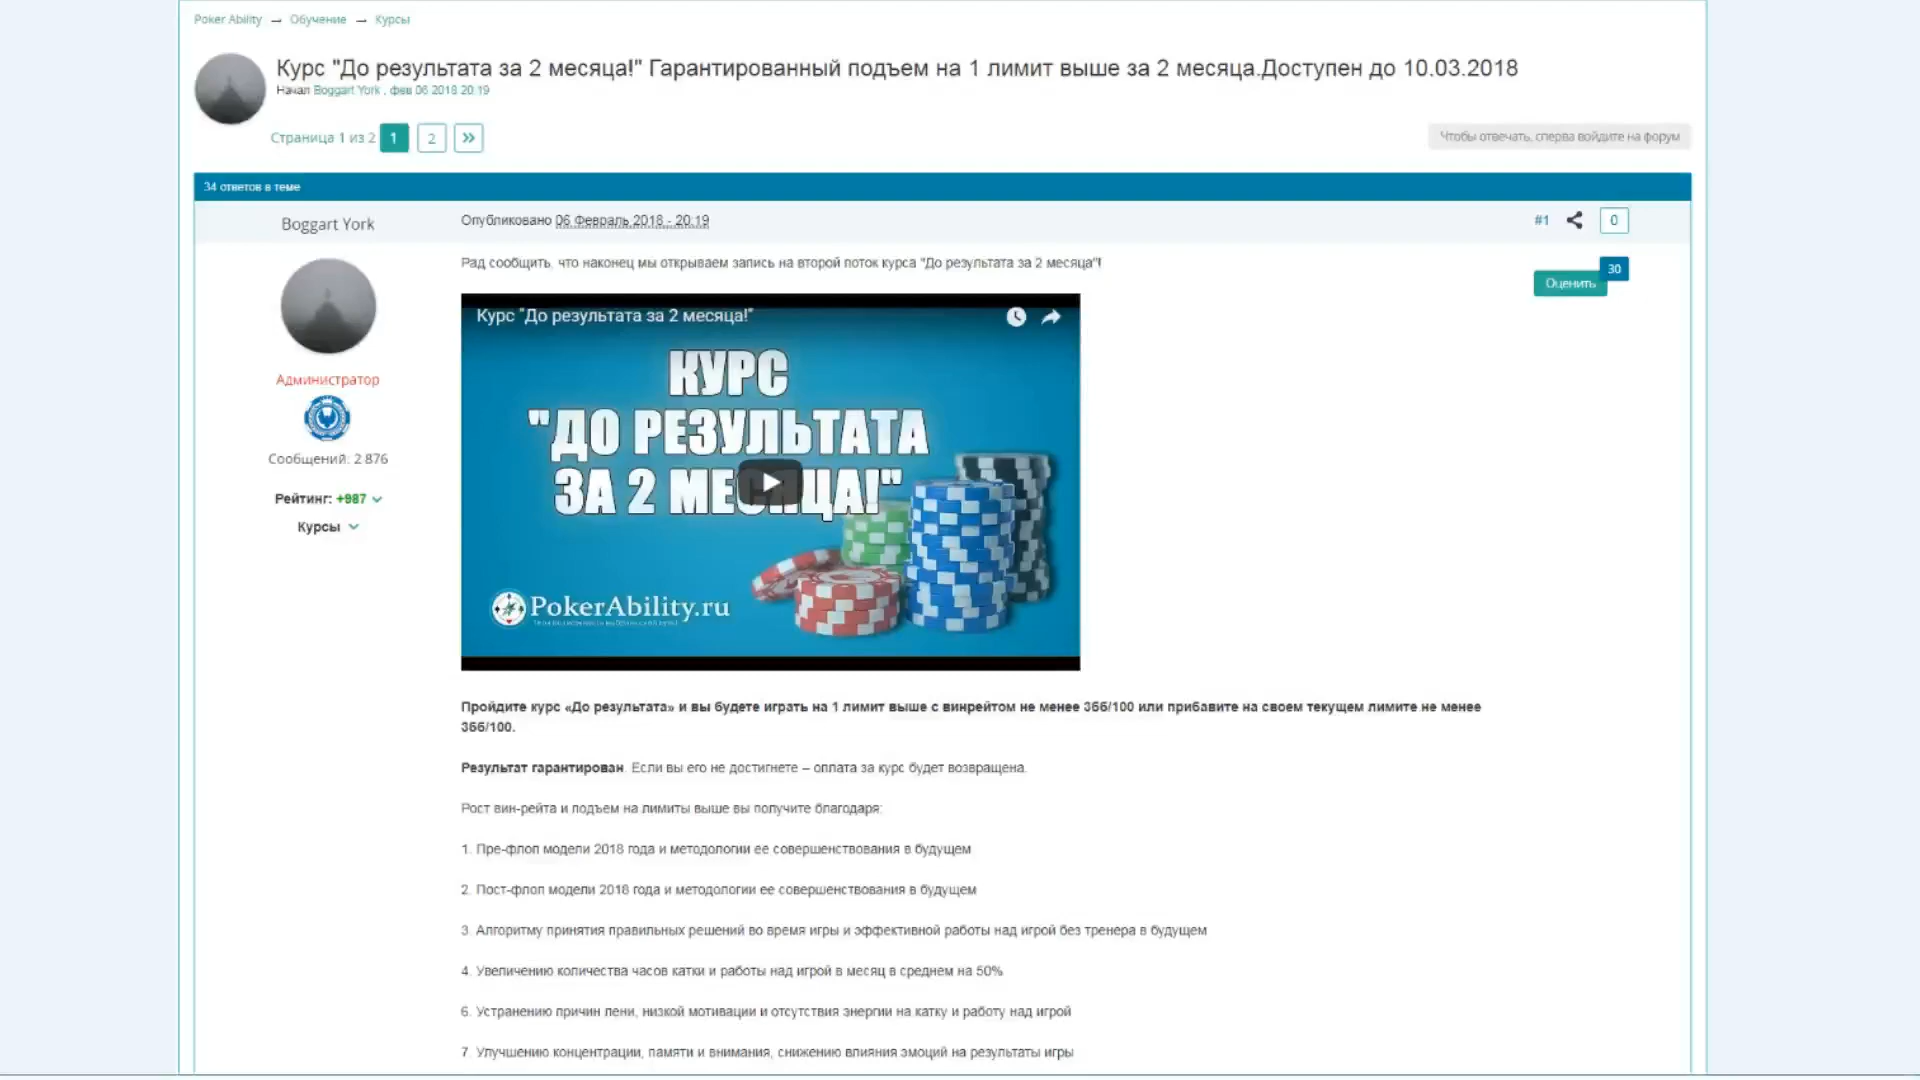 Poker Ability → Обучение → Курсы
Курс "До результата за 2 месяца!" Гарантированный подъем на 1 лимит выше за 2 месяца.Доступен до 10.03.2018
Начал Boggart York , фев 06 2018 20:19
Страница 1 из 2 1 2 »
Чтобы отвечать, сперва войдите на форум
34 ответов в теме
Boggart York
Опубликовано 06 Февраль 2018 - 20:19
#1 0
Рад сообщить, что наконец мы открываем запись на второй поток курса "До результата за 2 месяца"!
30
Оценить
Администратор
Сообщений: 2 876
Рейтинг: +987
Курсы
Курс "До результата за 2 месяца!"
КУРС
"ДО РЕЗУЛЬТАТА
ЗА 2 МЕСЯЦА!"
PokerAbility.ru
Пройдите курс «До результата» и вы будете играть на 1 лимит выше с винрейтом не менее 3бб/100 или прибавите на своем текущем лимите не менее
3бб/100.
Результат гарантирован. Если вы его не достигнете – оплата за курс будет возвращена.
Рост вин-рейта и подъем на лимиты выше вы получите благодаря:
1. Пре-флоп модели 2018 года и методологии ее совершенствования в будущем
2. Пост-флоп модели 2018 года и методологии ее совершенствования в будущем
3. Алгоритму принятия правильных решений во время игры и эффективной работы над игрой без тренера в будущем
4. Увеличению количества часов катки и работы над игрой в месяц в среднем на 50%
6. Устранению причин лени, низкой мотивации и отсутствия энергии на катку и работу над игрой
7. Улучшению концентрации, памяти и внимания, снижению влияния эмоций на результаты игры